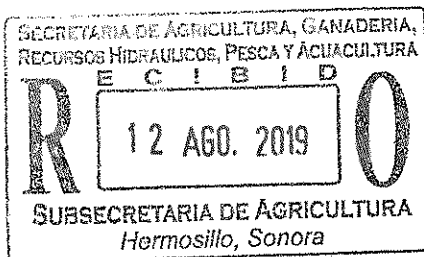 SECRETARIA DE AGRICULTURA, GANADERIA,
RECURSOS HIDRAULICOS, PESCA Y ACUACULTURA
R E C I B I D O
12 AGO. 2019
SUBSECRETARIA DE AGRICULTURA
Hermosillo, Sonora